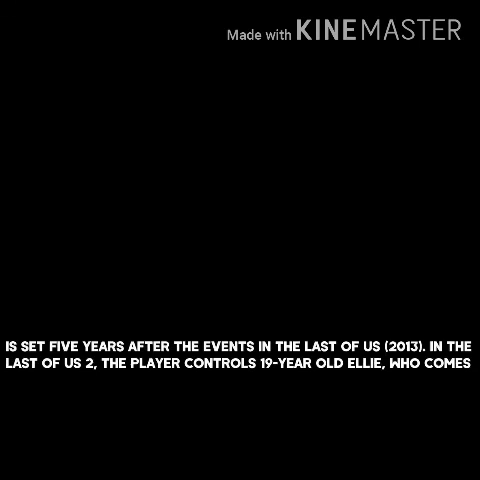 Made with KINEMASTER
IS SET FIVE YEARS AFTER THE EVENTS IN THE LAST OF US (2013). IN THE
LAST OF US 2, THE PLAYER CONTROLS 19-YEAR OLD ELLIE, WHO COMES